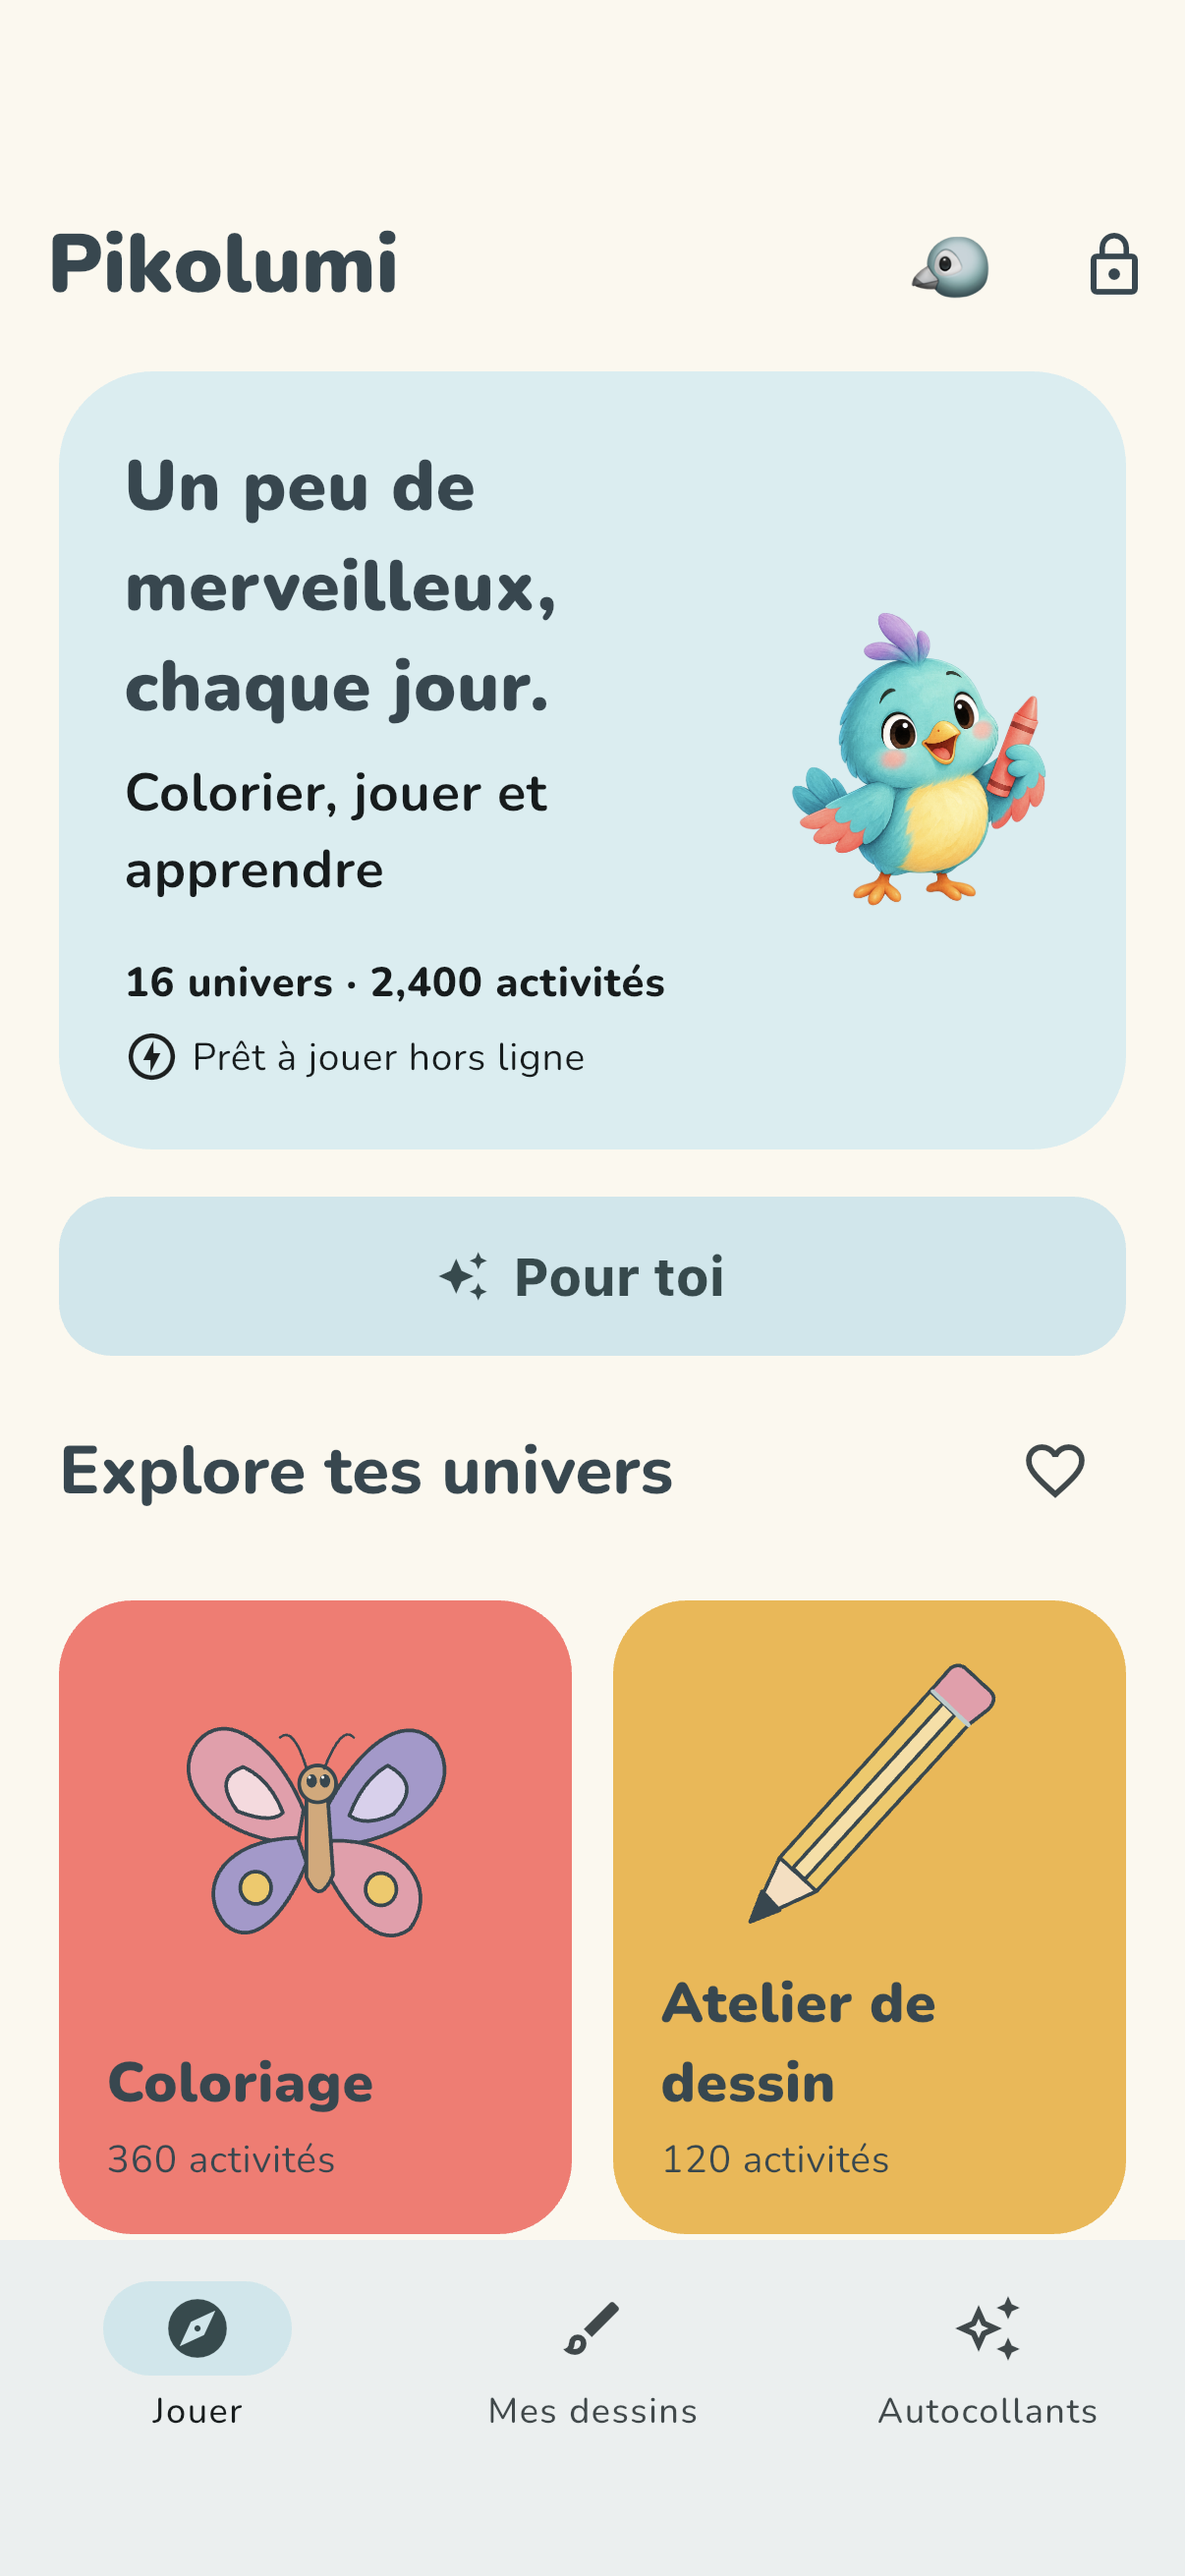 Pikolumi
Un peu de
merveilleux,
chaque jour.
Colorier, jouer et
apprendre
16 univers · 2,400 activités
Prêt à jouer hors ligne
Pour toi
Explore tes univers
Coloriage
360 activités
Atelier de
dessin
120 activités
Jouer
Mes dessins
Autocollants